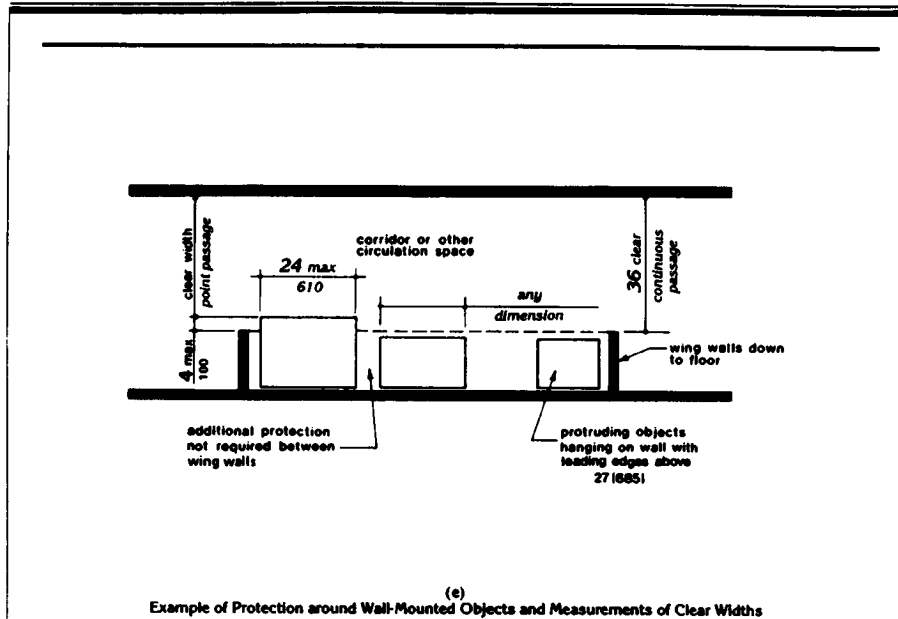 clear width
point passage
corridor or other
circulation space
24 max
610
any
dimension
36 clear
continuous
passage
4 max
100
wing walls down
to floor
additional protection
not required between
wing walls
protruding objects
hanging on wall with
leading edges above
27 (685)
(e)
Example of Protection around Wall-Mounted Objects and Measurements of Clear Widths